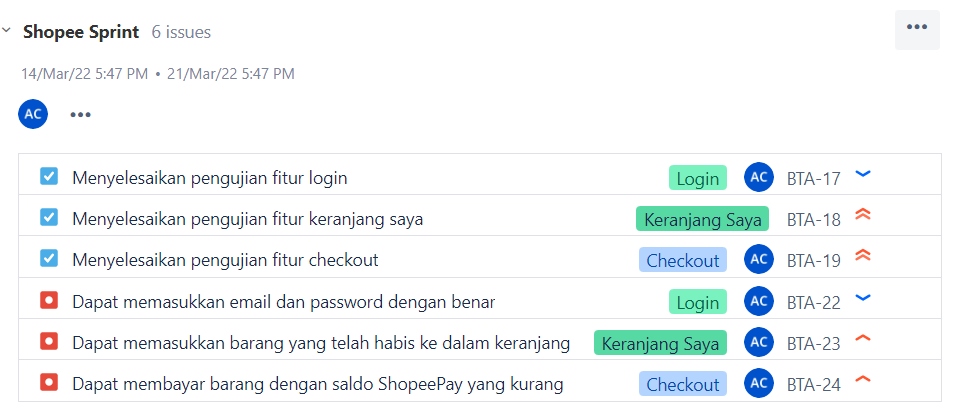 Shopee Sprint 6 issues
14/Mar/22 5:47 PM • 21/Mar/22 5:47 PM
AC
Menyelesaikan pengujian fitur login Login AC BTA-17
Menyelesaikan pengujian fitur keranjang saya Keranjang Saya AC BTA-18
Menyelesaikan pengujian fitur checkout Checkout AC BTA-19
Dapat memasukkan email dan password dengan benar Login AC BTA-22
Dapat memasukkan barang yang telah habis ke dalam keranjang Keranjang Saya AC BTA-23
Dapat membayar barang dengan saldo ShopeePay yang kurang Checkout AC BTA-24